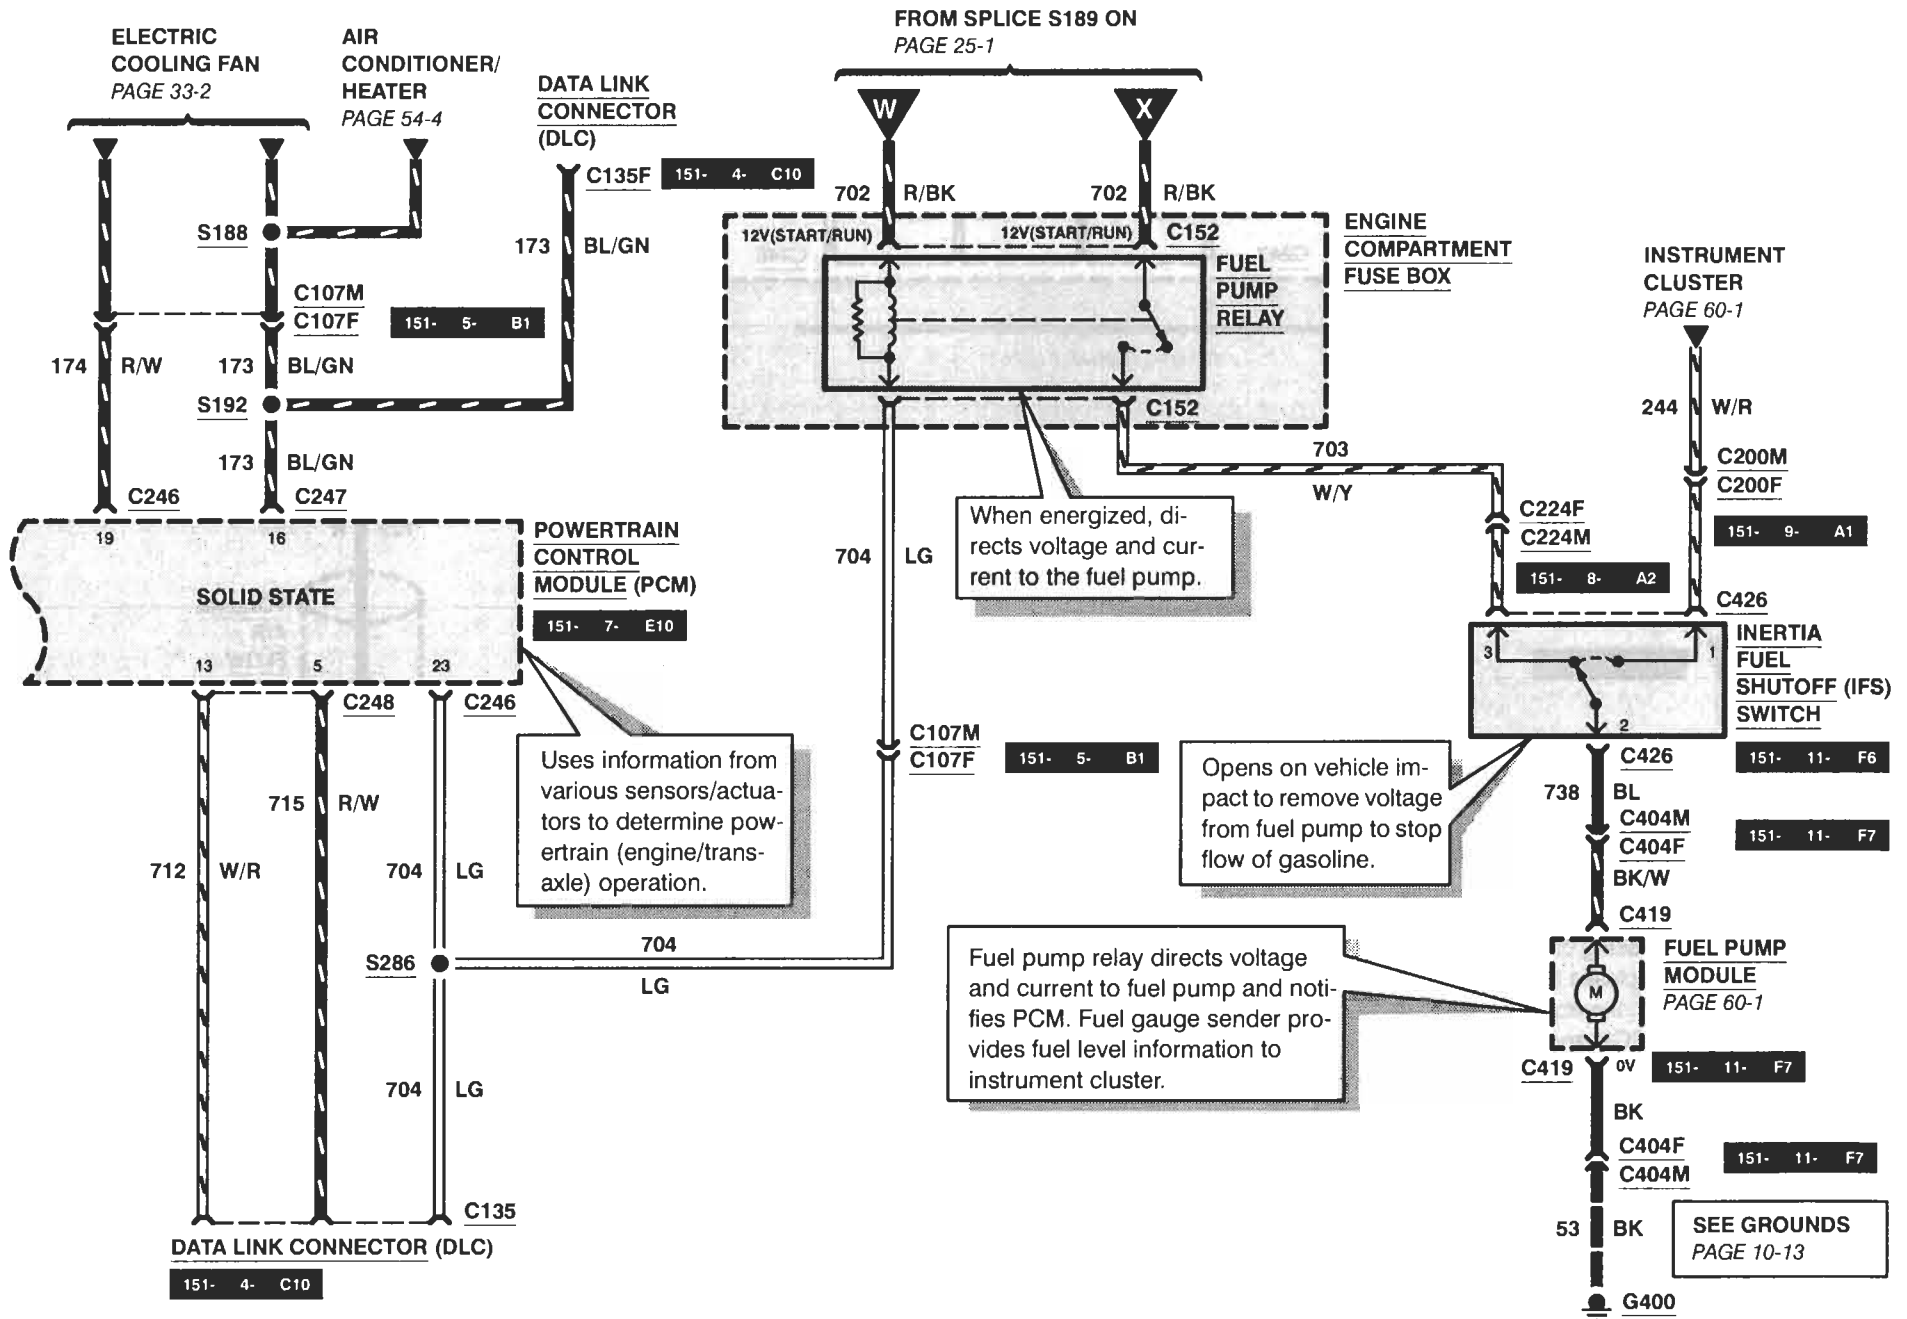 FROM SPLICE S189 ON
PAGE 25-1
ELECTRIC
COOLING FAN
PAGE 33-2
AIR
CONDITIONER/
HEATER
PAGE 54-4
DATA LINK
CONNECTOR
(DLC)
C135F
151- 4- C10
W
X
702 R/BK
702 R/BK
12V(START/RUN)
12V(START/RUN)
C152
ENGINE
COMPARTMENT
FUSE BOX
FUEL
PUMP
RELAY
C152
INSTRUMENT
CLUSTER
PAGE 60-1
S188
173 BL/GN
C107M
C107F
151- 5- B1
174 R/W
173 BL/GN
S192
173 BL/GN
C246
C247
19
16
SOLID STATE
13
5
23
POWERTRAIN
CONTROL
MODULE (PCM)
151- 7- E10
C248
C246
Uses information from
various sensors/actua-
tors to determine pow-
ertrain (engine/trans-
axle) operation.
712 W/R
715 R/W
704 LG
S286
704
LG
704 LG
C135
DATA LINK CONNECTOR (DLC)
151- 4- C10
When energized, di-
rects voltage and cur-
rent to the fuel pump.
704 LG
C107M
C107F
151- 5- B1
703
W/Y
244 W/R
C200M
C200F
151- 9- A1
C224F
C224M
151- 8- A2
C426
3
1
2
INERTIA
FUEL
SHUTOFF (IFS)
SWITCH
C426
151- 11- F6
Opens on vehicle im-
pact to remove voltage
from fuel pump to stop
flow of gasoline.
738 BL
C404M
C404F
151- 11- F7
BK/W
C419
FUEL PUMP
MODULE
PAGE 60-1
M
Fuel pump relay directs voltage
and current to fuel pump and noti-
fies PCM. Fuel gauge sender pro-
vides fuel level information to
instrument cluster.
C419
0V
151- 11- F7
BK
C404F
C404M
151- 11- F7
53 BK
SEE GROUNDS
PAGE 10-13
G400